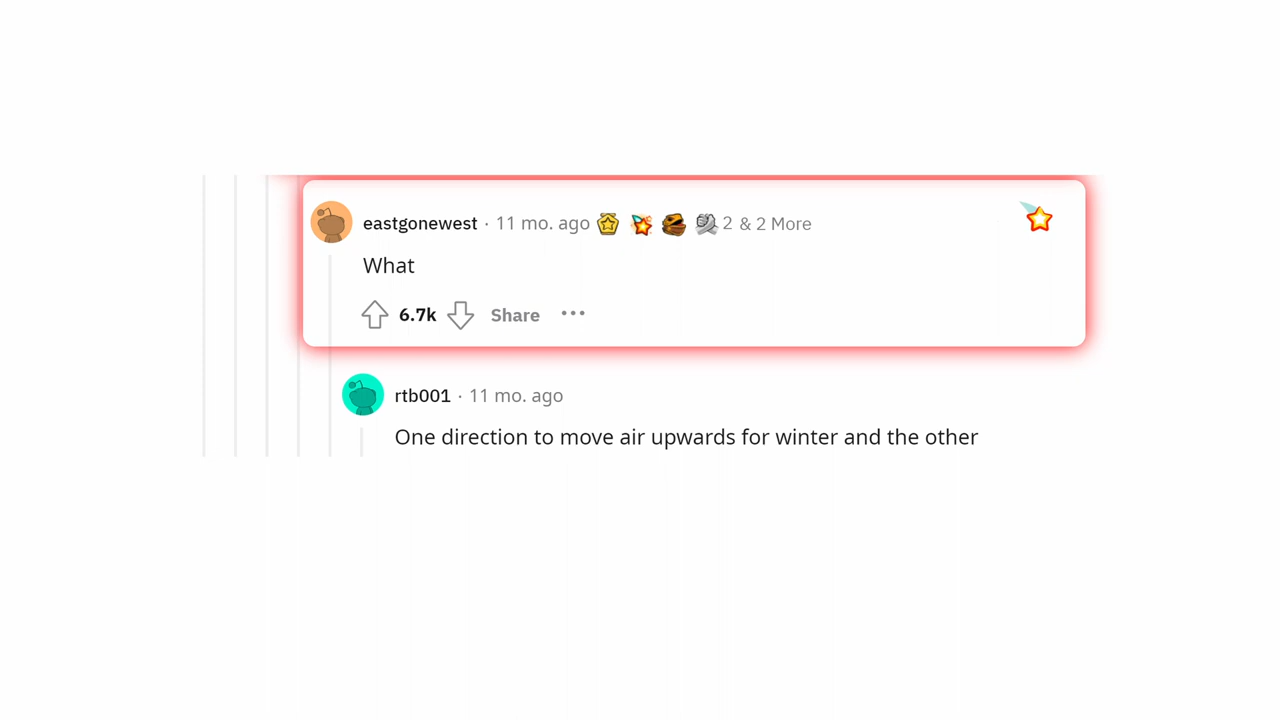 eastgonewest · 11 mo. ago 2 & 2 More
What
6.7k Share ...
rtb001 · 11 mo. ago
One direction to move air upwards for winter and the other